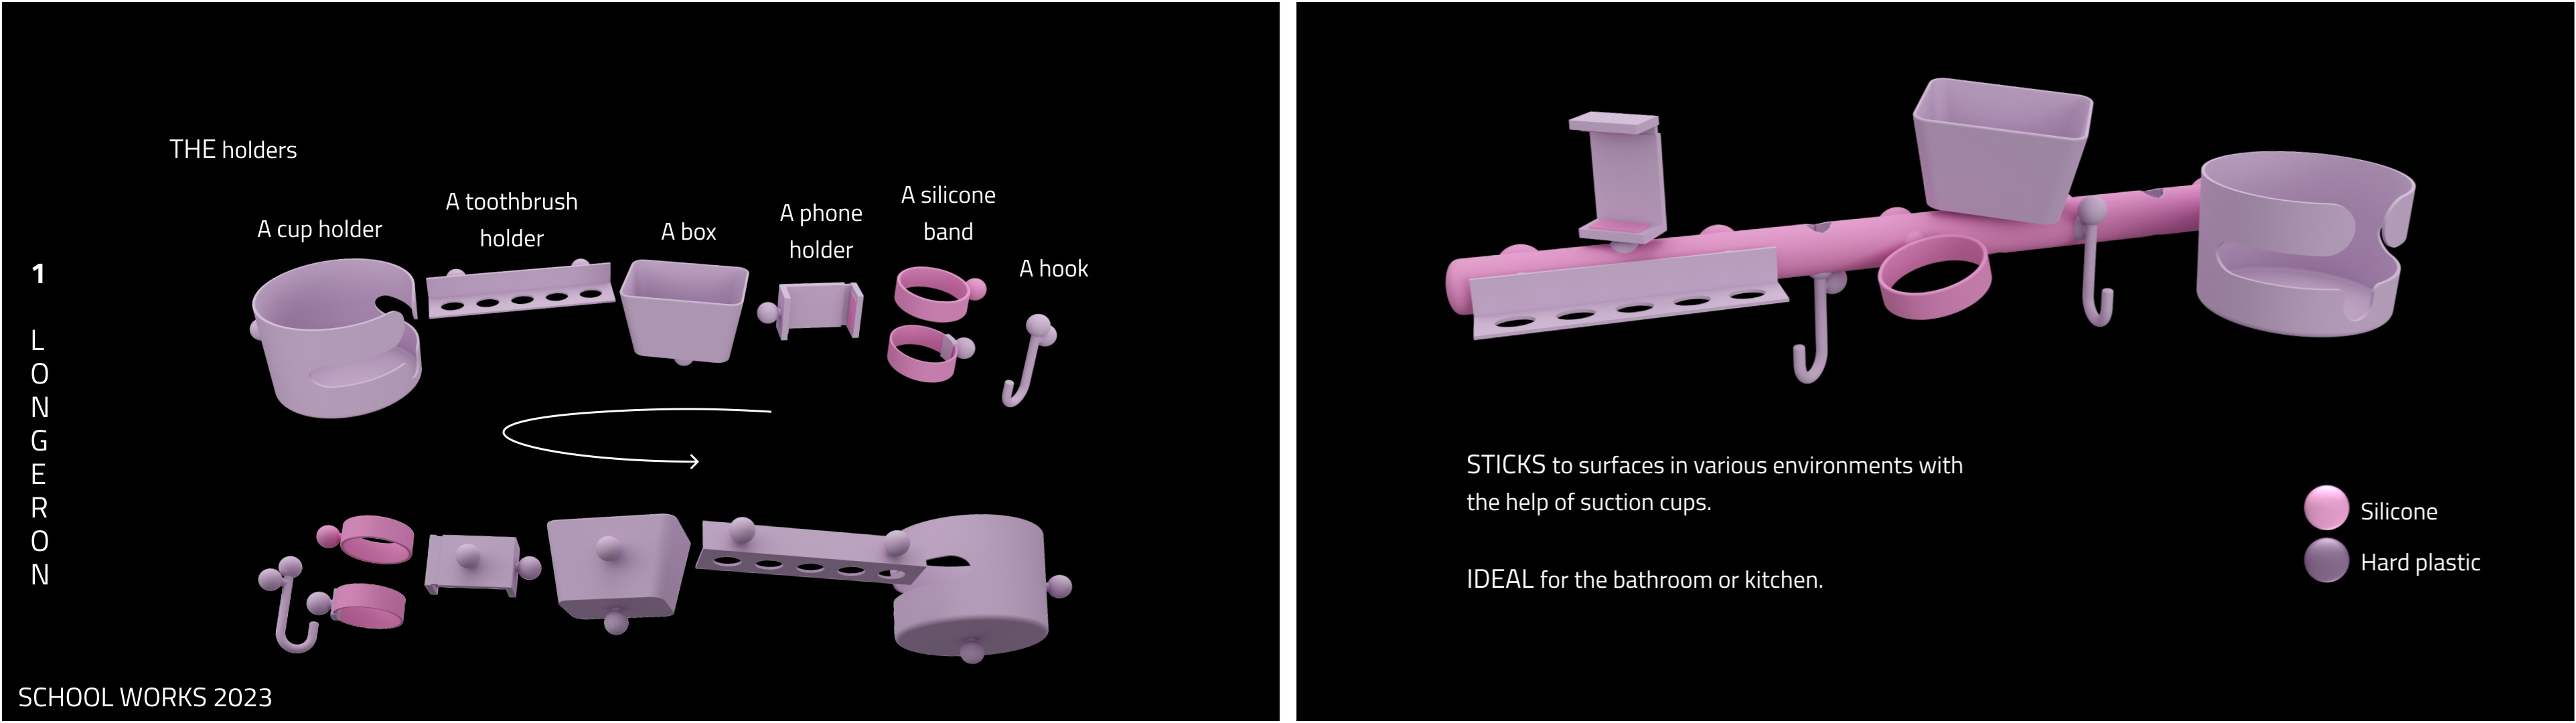 THE holders
A cup holder
A toothbrush
holder
A box
A phone
holder
A silicone
band
A hook
1
LONGERON
SCHOOL WORKS 2023
STICKS to surfaces in various environments with
the help of suction cups.
IDEAL for the bathroom or kitchen.
Silicone
Hard plastic